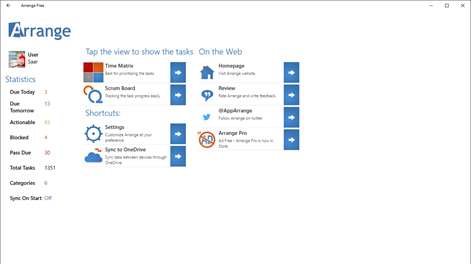 Arrange Free
Arrange
User
Saar
Statistics
Due Today 3
Due Tomorrow 13
Actionable
Blocked 4
Pass Due 30
Total Tasks 1351
Categories 6
Sync On Start Off
Tap the view to show the tasks
Time Matrix
Best for prioritising the tasks
Scrum Board
Tracking the task progress easily
Shortcuts:
Settings
Customize Arrange at your
preference
Sync to OneDrive
Sync data between devices through
OneDrive
On the Web
Homepage
Visit Arrange website
Review
Rate Arrange and write feedback
@AppArrange
Follow Arrange on twitter
Arrange Pro
Ad Free - Arrange Pro is now in
Store